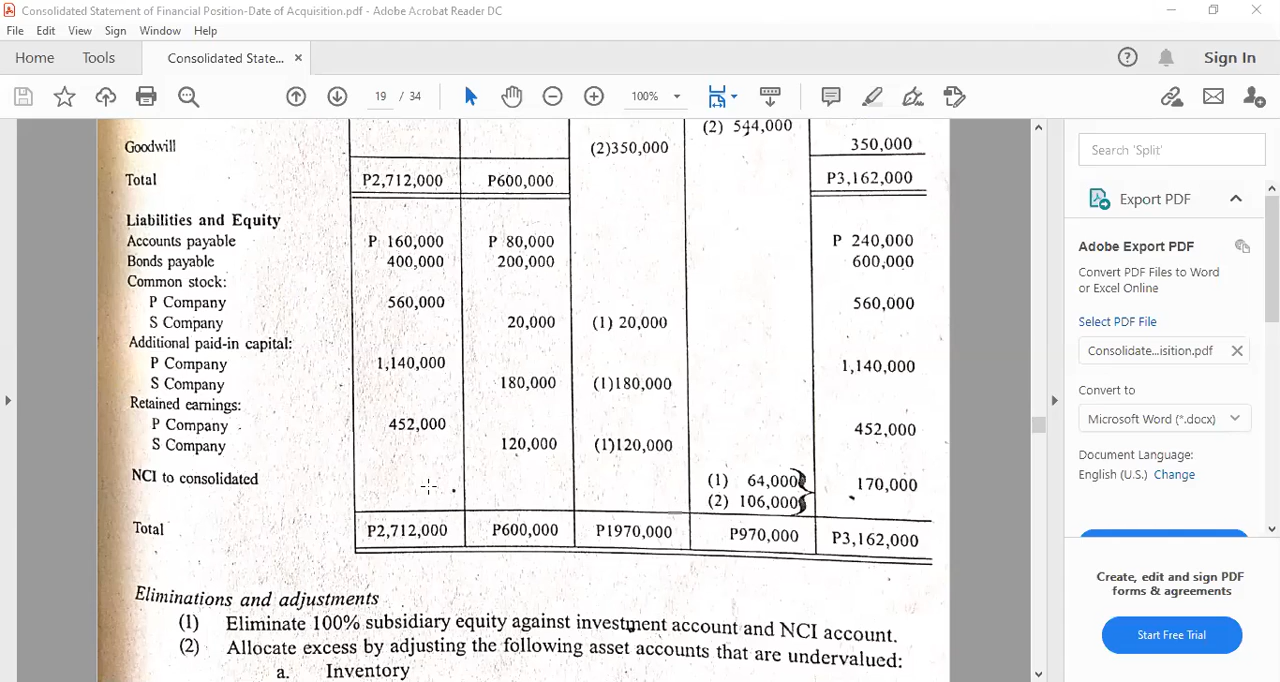 Consolidated Statement of Financial Position-Date of Acquisition.pdf - Adobe Acrobat Reader DC
File Edit View Sign Window Help
Home Tools Consolidated State... × Sign In
19 / 34 100%
(2) 544,000
Goodwill (2)350,000 350,000
Total P2,712,000 P600,000 P3,162,000
Liabilities and Equity
Accounts payable P 160,000 P 80,000 P 240,000
Bonds payable 400,000 200,000 600,000
Common stock:
P Company 560,000 560,000
S Company 20,000 (1) 20,000
Additional paid-in capital:
P Company 1,140,000 1,140,000
S Company 180,000 (1)180,000
Retained earnings:
P Company 452,000 452,000
S Company 120,000 (1)120,000
NCI to consolidated (1) 64,000 170,000
(2) 106,000
Total P2,712,000 P600,000 P1970,000 P970,000 P3,162,000
Eliminations and adjustments
(1) Eliminate 100% subsidiary equity against investment account and NCI account.
(2) Allocate excess by adjusting the following asset accounts that are undervalued:
a. Inventory
Search 'Split'
Export PDF
Adobe Export PDF
Convert PDF Files to Word
or Excel Online
Select PDF File
Consolidate...isition.pdf ×
Convert to
Microsoft Word (*.docx)
Document Language:
English (U.S.) Change
Create, edit and sign PDF
forms & agreements
Start Free Trial